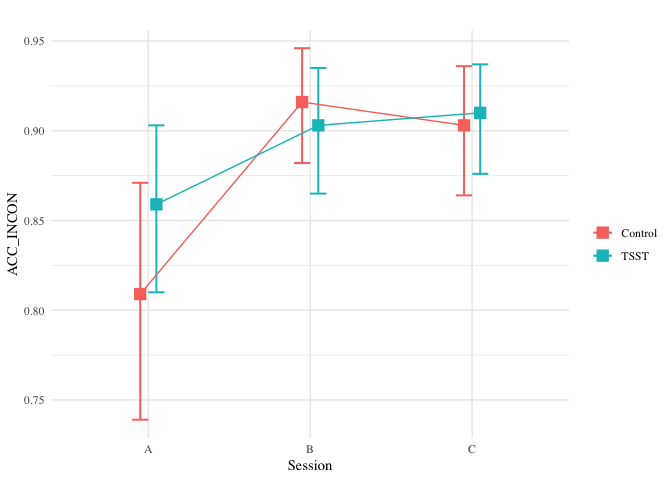 0.95
0.90
0.85
0.80
0.75
ACC_INCON
A
B
C
Session
Control
TSST